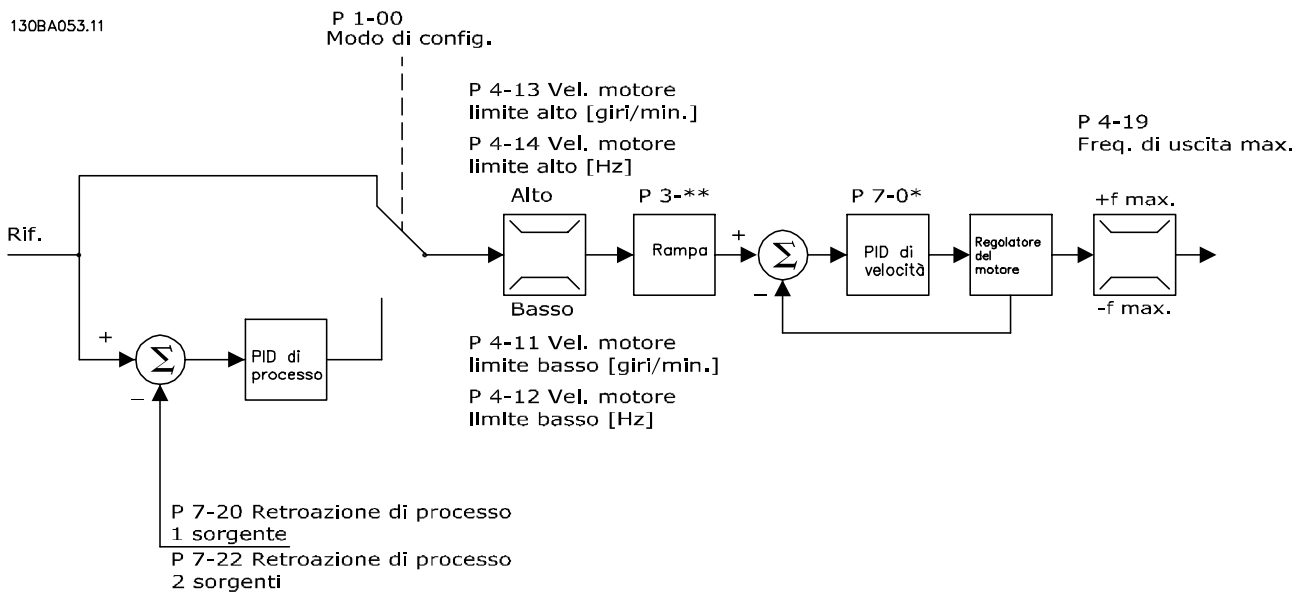 130BA053.11
P 1-00
Modo di config.
P 4-13 Vel. motore
limite alto [giri/min.]
P 4-14 Vel. motore
limite alto [Hz]
P 4-19
Freq. di uscita max.
Alto
P 3-**
P 7-0*
+f max.
Rif.
Rampa
+
Σ
PID di
velocità
Regolatore
del
motore
−
Basso
-f max.
+
Σ
PID di
processo
−
P 4-11 Vel. motore
limite basso [giri/min.]
P 4-12 Vel. motore
limite basso [Hz]
P 7-20 Retroazione di processo
1 sorgente
P 7-22 Retroazione di processo
2 sorgenti